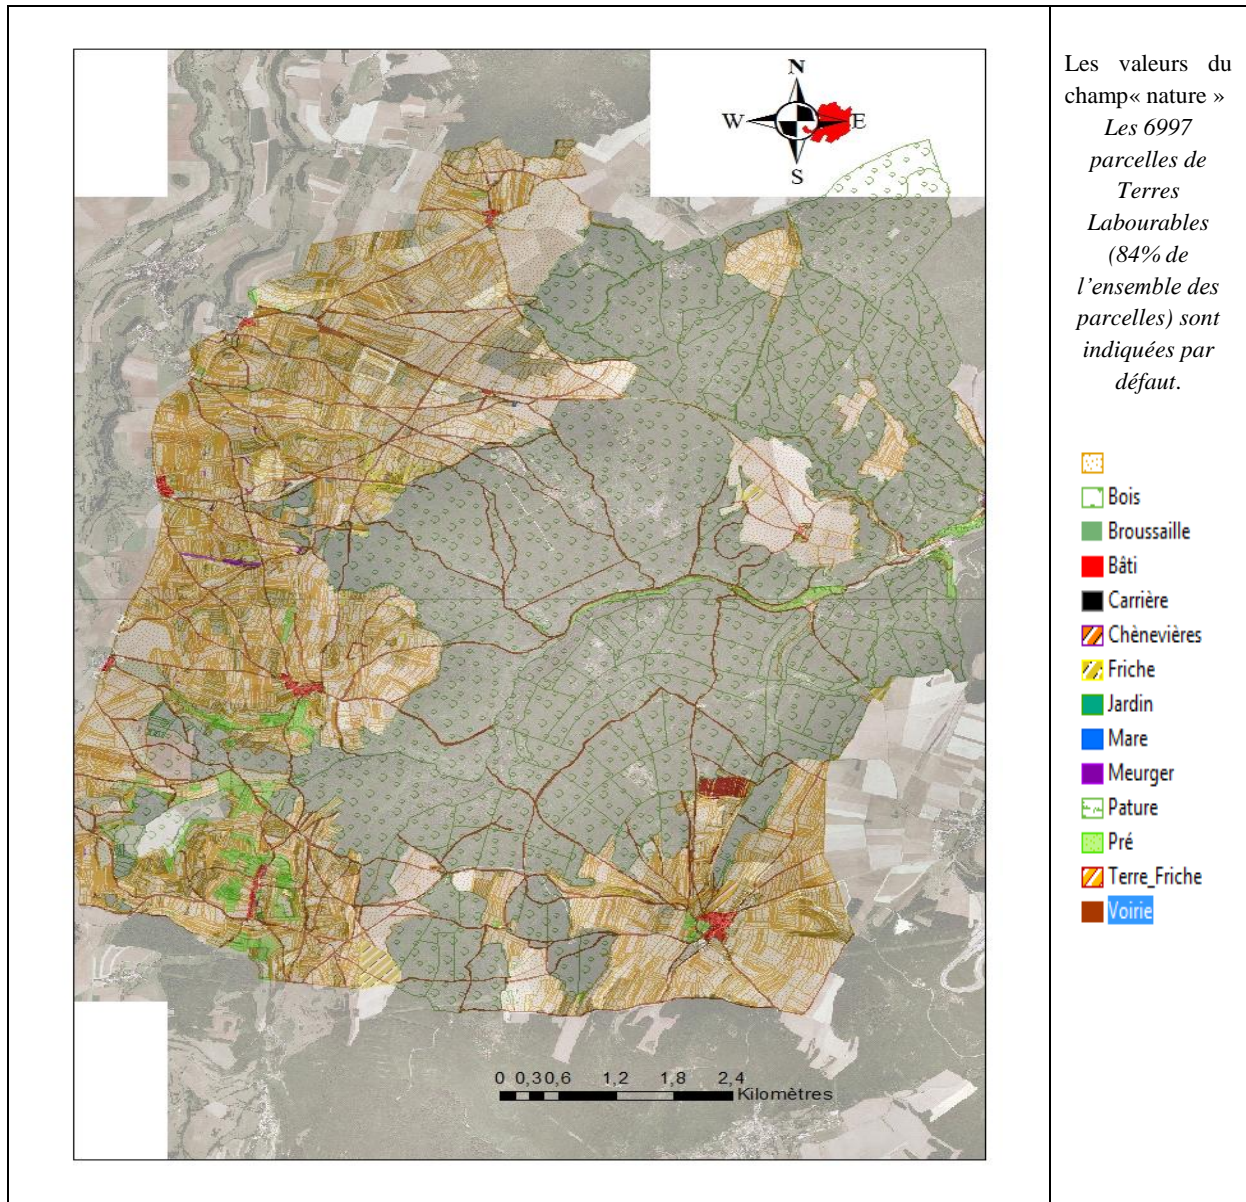 N
W
E
S
0 0,30,6 1,2 1,8 2,4
Kilomètres
Les valeurs du
champ« nature »
Les 6997
parcelles de
Terres
Labourables
(84% de
l’ensemble des
parcelles) sont
indiquées par
défaut.
Bois
Broussaille
Bâti
Carrière
Chènevières
Friche
Jardin
Mare
Meurger
Pature
Pré
Terre_Friche
Voirie